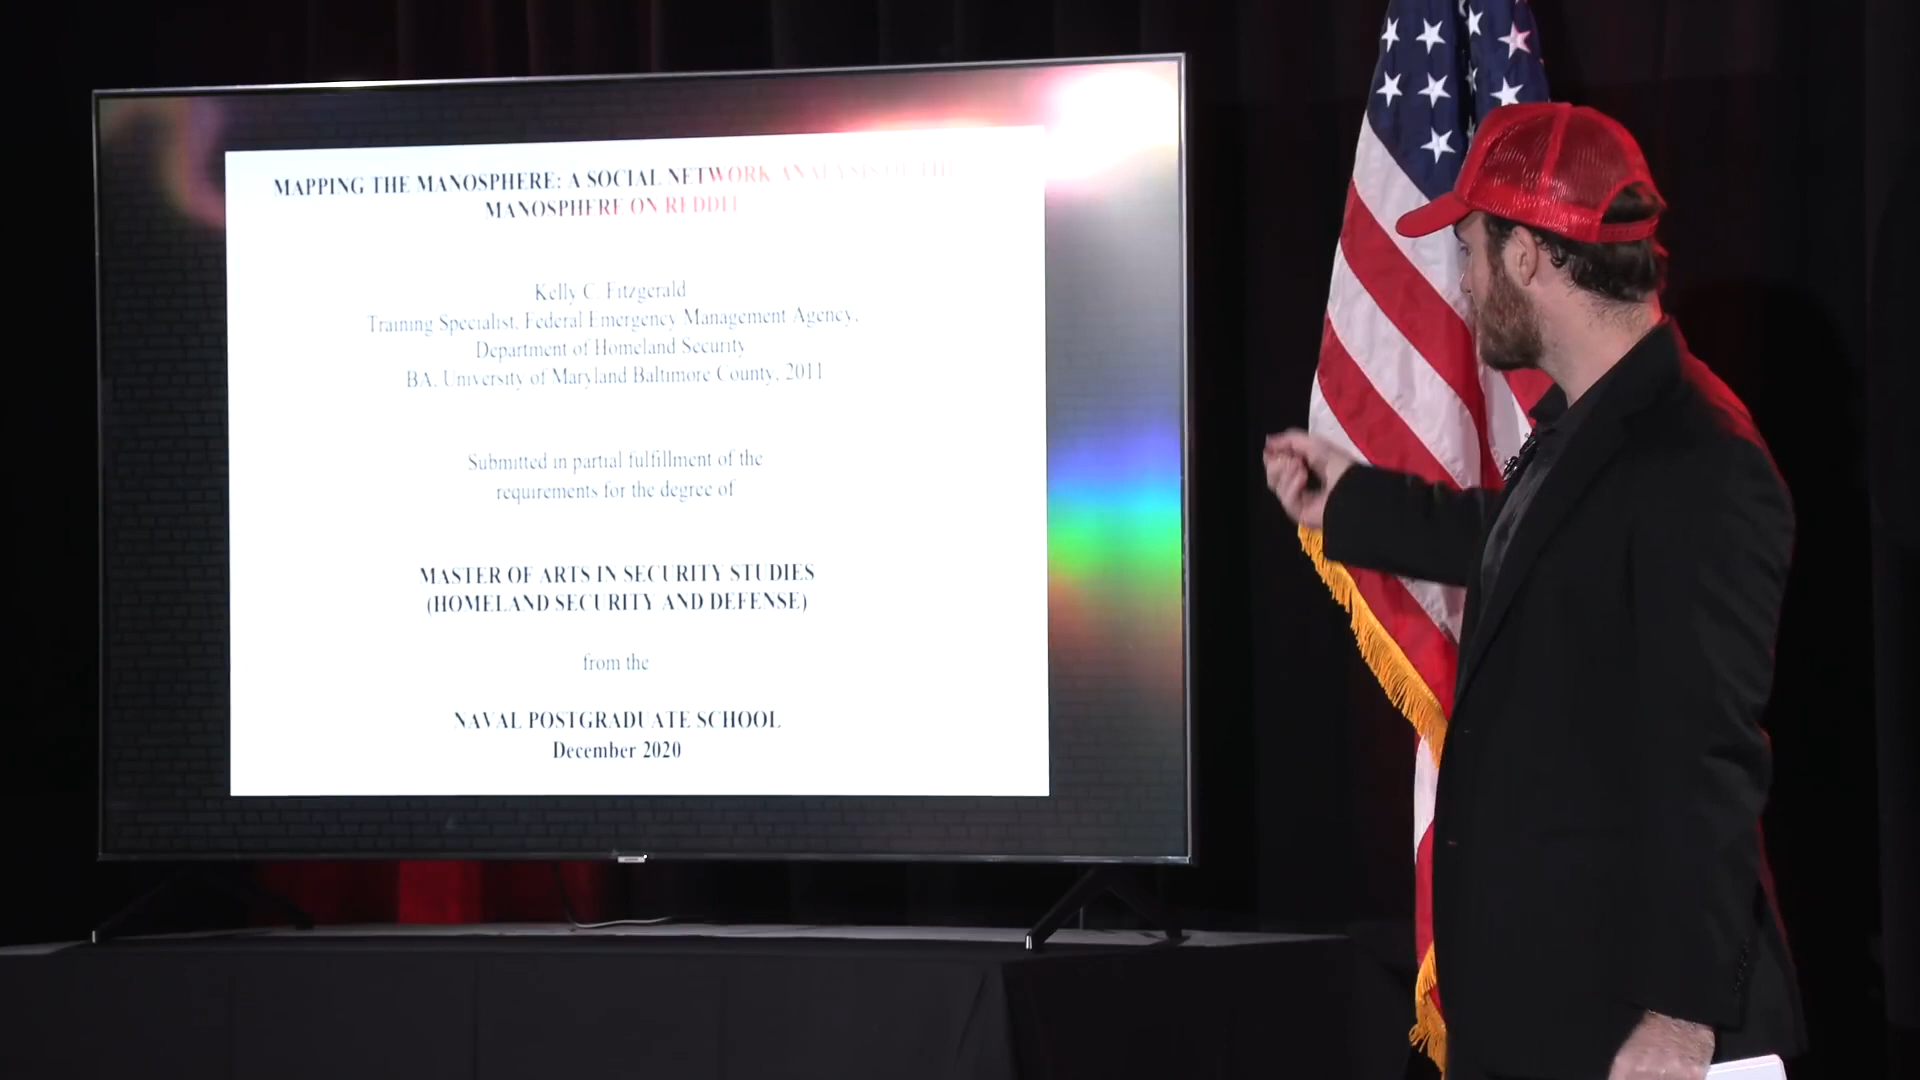 MAPPING THE MANOSPHERE: A SOCIAL NETWORK ANALYSIS OF THE
MANOSPHERE ON REDDIT
Kelly C. Fitzgerald
Training Specialist, Federal Emergency Management Agency,
Department of Homeland Security
BA, University of Maryland Baltimore County, 2011
Submitted in partial fulfillment of the
requirements for the degree of
MASTER OF ARTS IN SECURITY STUDIES
(HOMELAND SECURITY AND DEFENSE)
from the
NAVAL POSTGRADUATE SCHOOL
December 2020